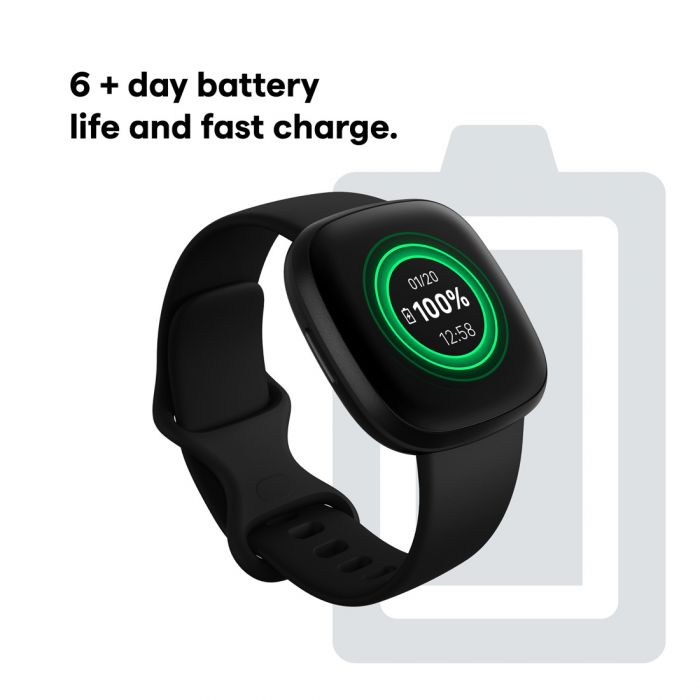 6 + day battery
life and fast charge.
01/20
100%
12:58